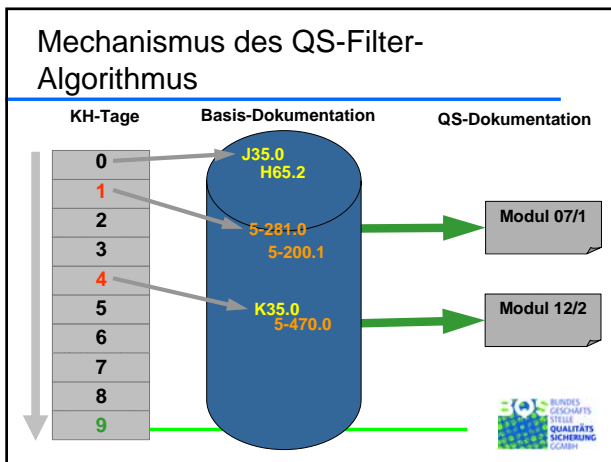 Mechanismus des QS-Filter-
Algorithmus
KH-Tage
Basis-Dokumentation
QS-Dokumentation
0
1
2
3
4
5
6
7
8
9
J35.0
H65.2
5-281.0
5-200.1
K35.0
5-470.0
Modul 07/1
Modul 12/2
BQS
BUNDES
GESCHÄFTS
STELLE
QUALITÄTS
SICHERUNG
GGMBH